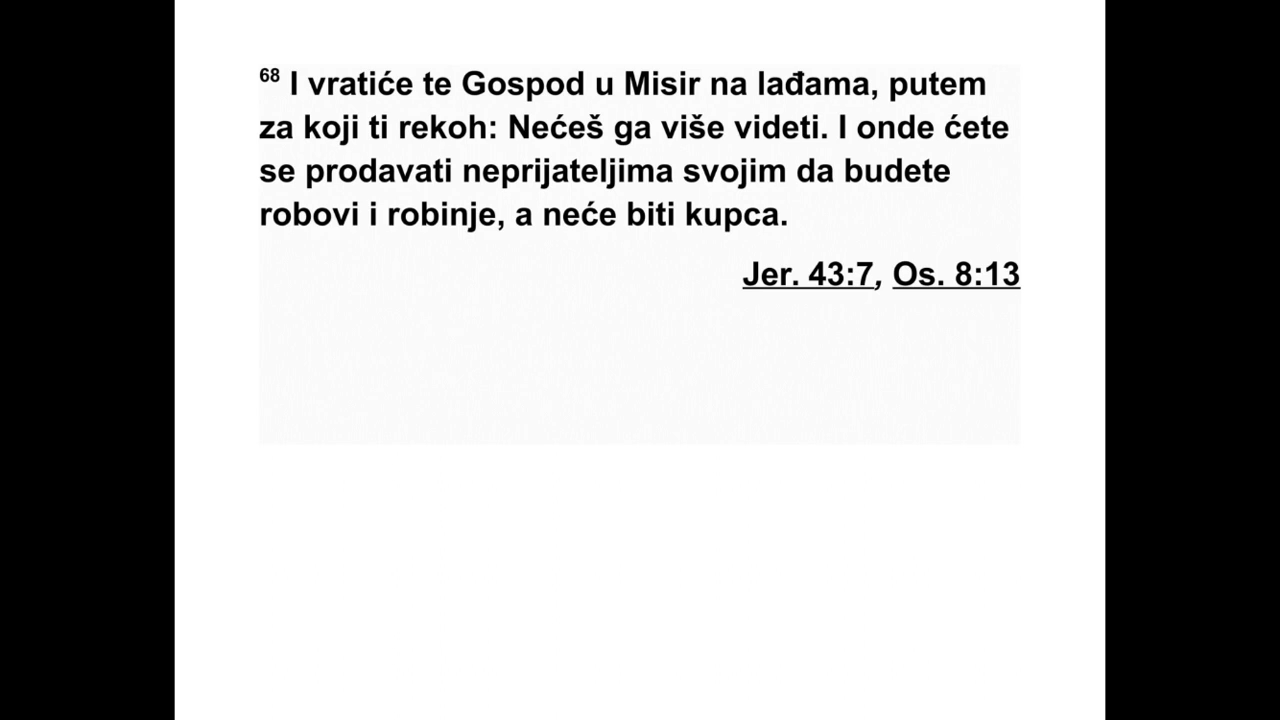 68 I vratiće te Gospod u Misir na lađama, putem
za koji ti rekoh: Nećeš ga više videti. I onde ćete
se prodavati neprijateljima svojim da budete
robovi i robinje, a neće biti kupca.
Jer. 43:7, Os. 8:13